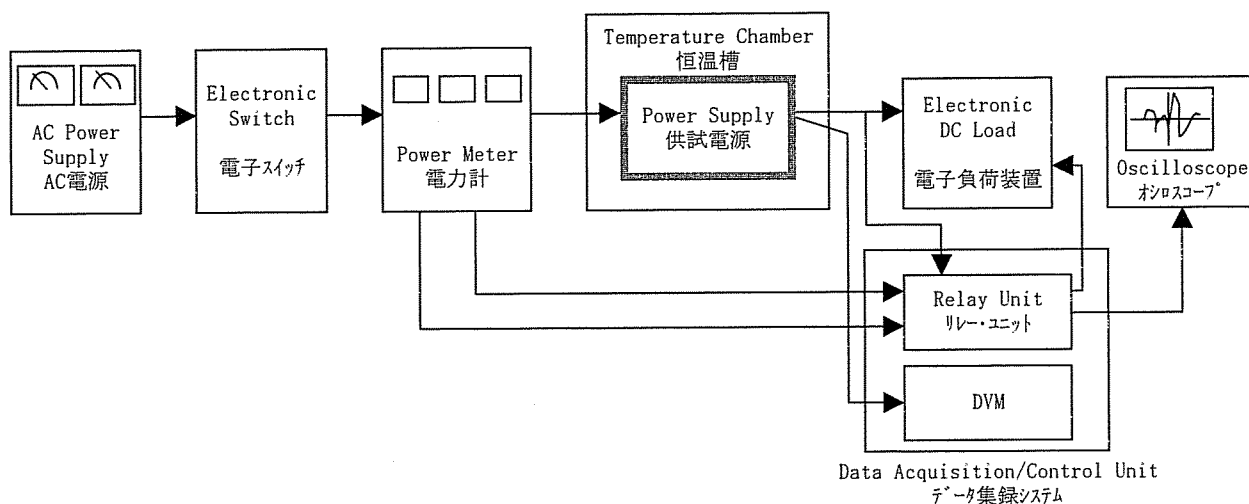 AC Power
Supply
AC電源
Electronic
Switch
電子スイッチ
Power Meter
電力計
Temperature Chamber
恒温槽
Power Supply
供試電源
Electronic
DC Load
電子負荷装置
Oscilloscope
オシロスコープ
Relay Unit
リレー・ユニット
DVM
Data Acquisition/Control Unit
データ集録システム